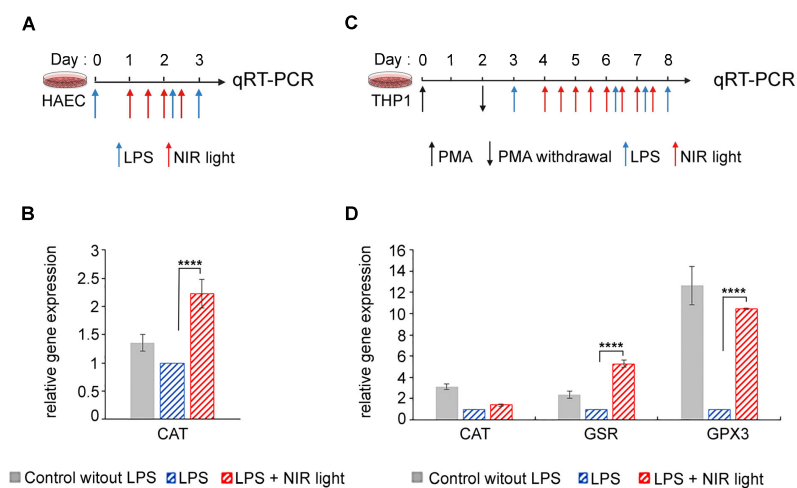 A
Day : 0 1 2 3
HAEC
qRT-PCR
LPS NIR light
C
Day : 0 1 2 3 4 5 6 7 8
THP1
qRT-PCR
PMA PMA withdrawal LPS NIR light
B
relative gene expression
3
2.5
2
1.5
1
0.5
0
****
CAT
Control witout LPS LPS LPS + NIR light
D
relative gene expression
16
14
12
10
8
6
4
2
0
****
****
CAT GSR GPX3
Control witout LPS LPS LPS + NIR light